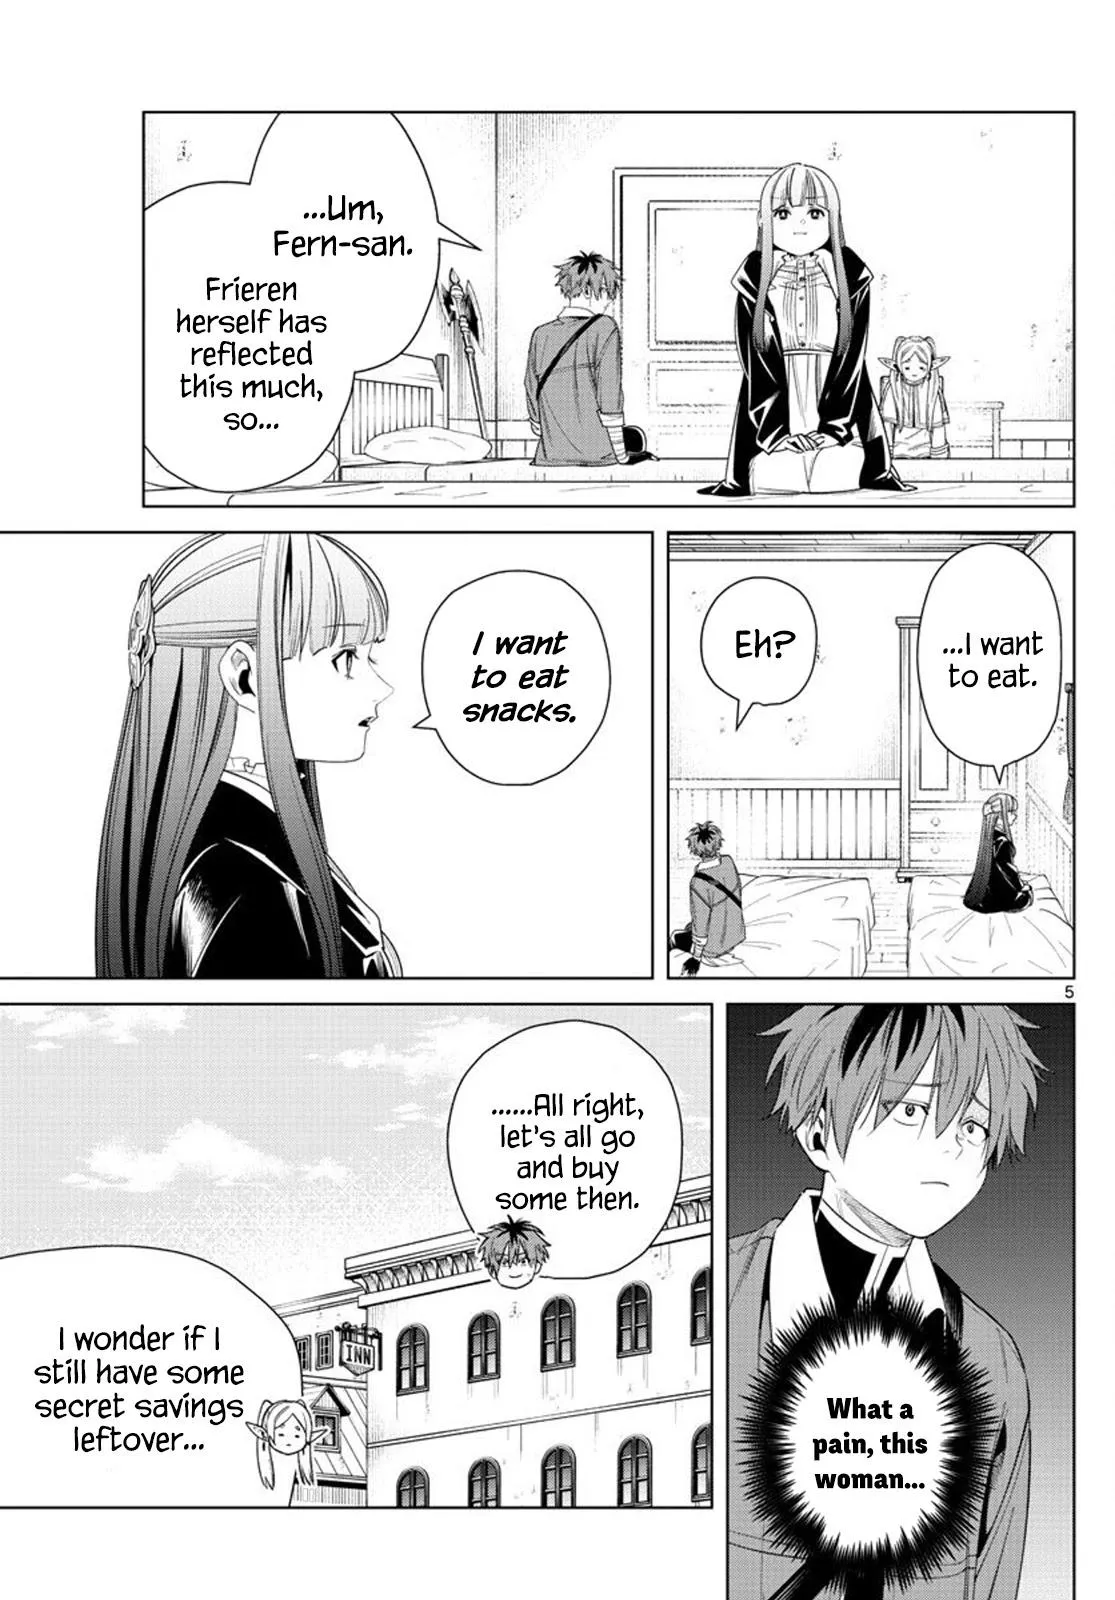 ...Um,
Fern-san.
Frieren
herself has
reflected
this much,
so...
...I want
to eat.
Eh?
I want
to eat
snacks.
5
What a
pain, this
woman...
......All right,
let's all go
and buy
some then.
INN
I wonder if I
still have some
secret savings
leftover...